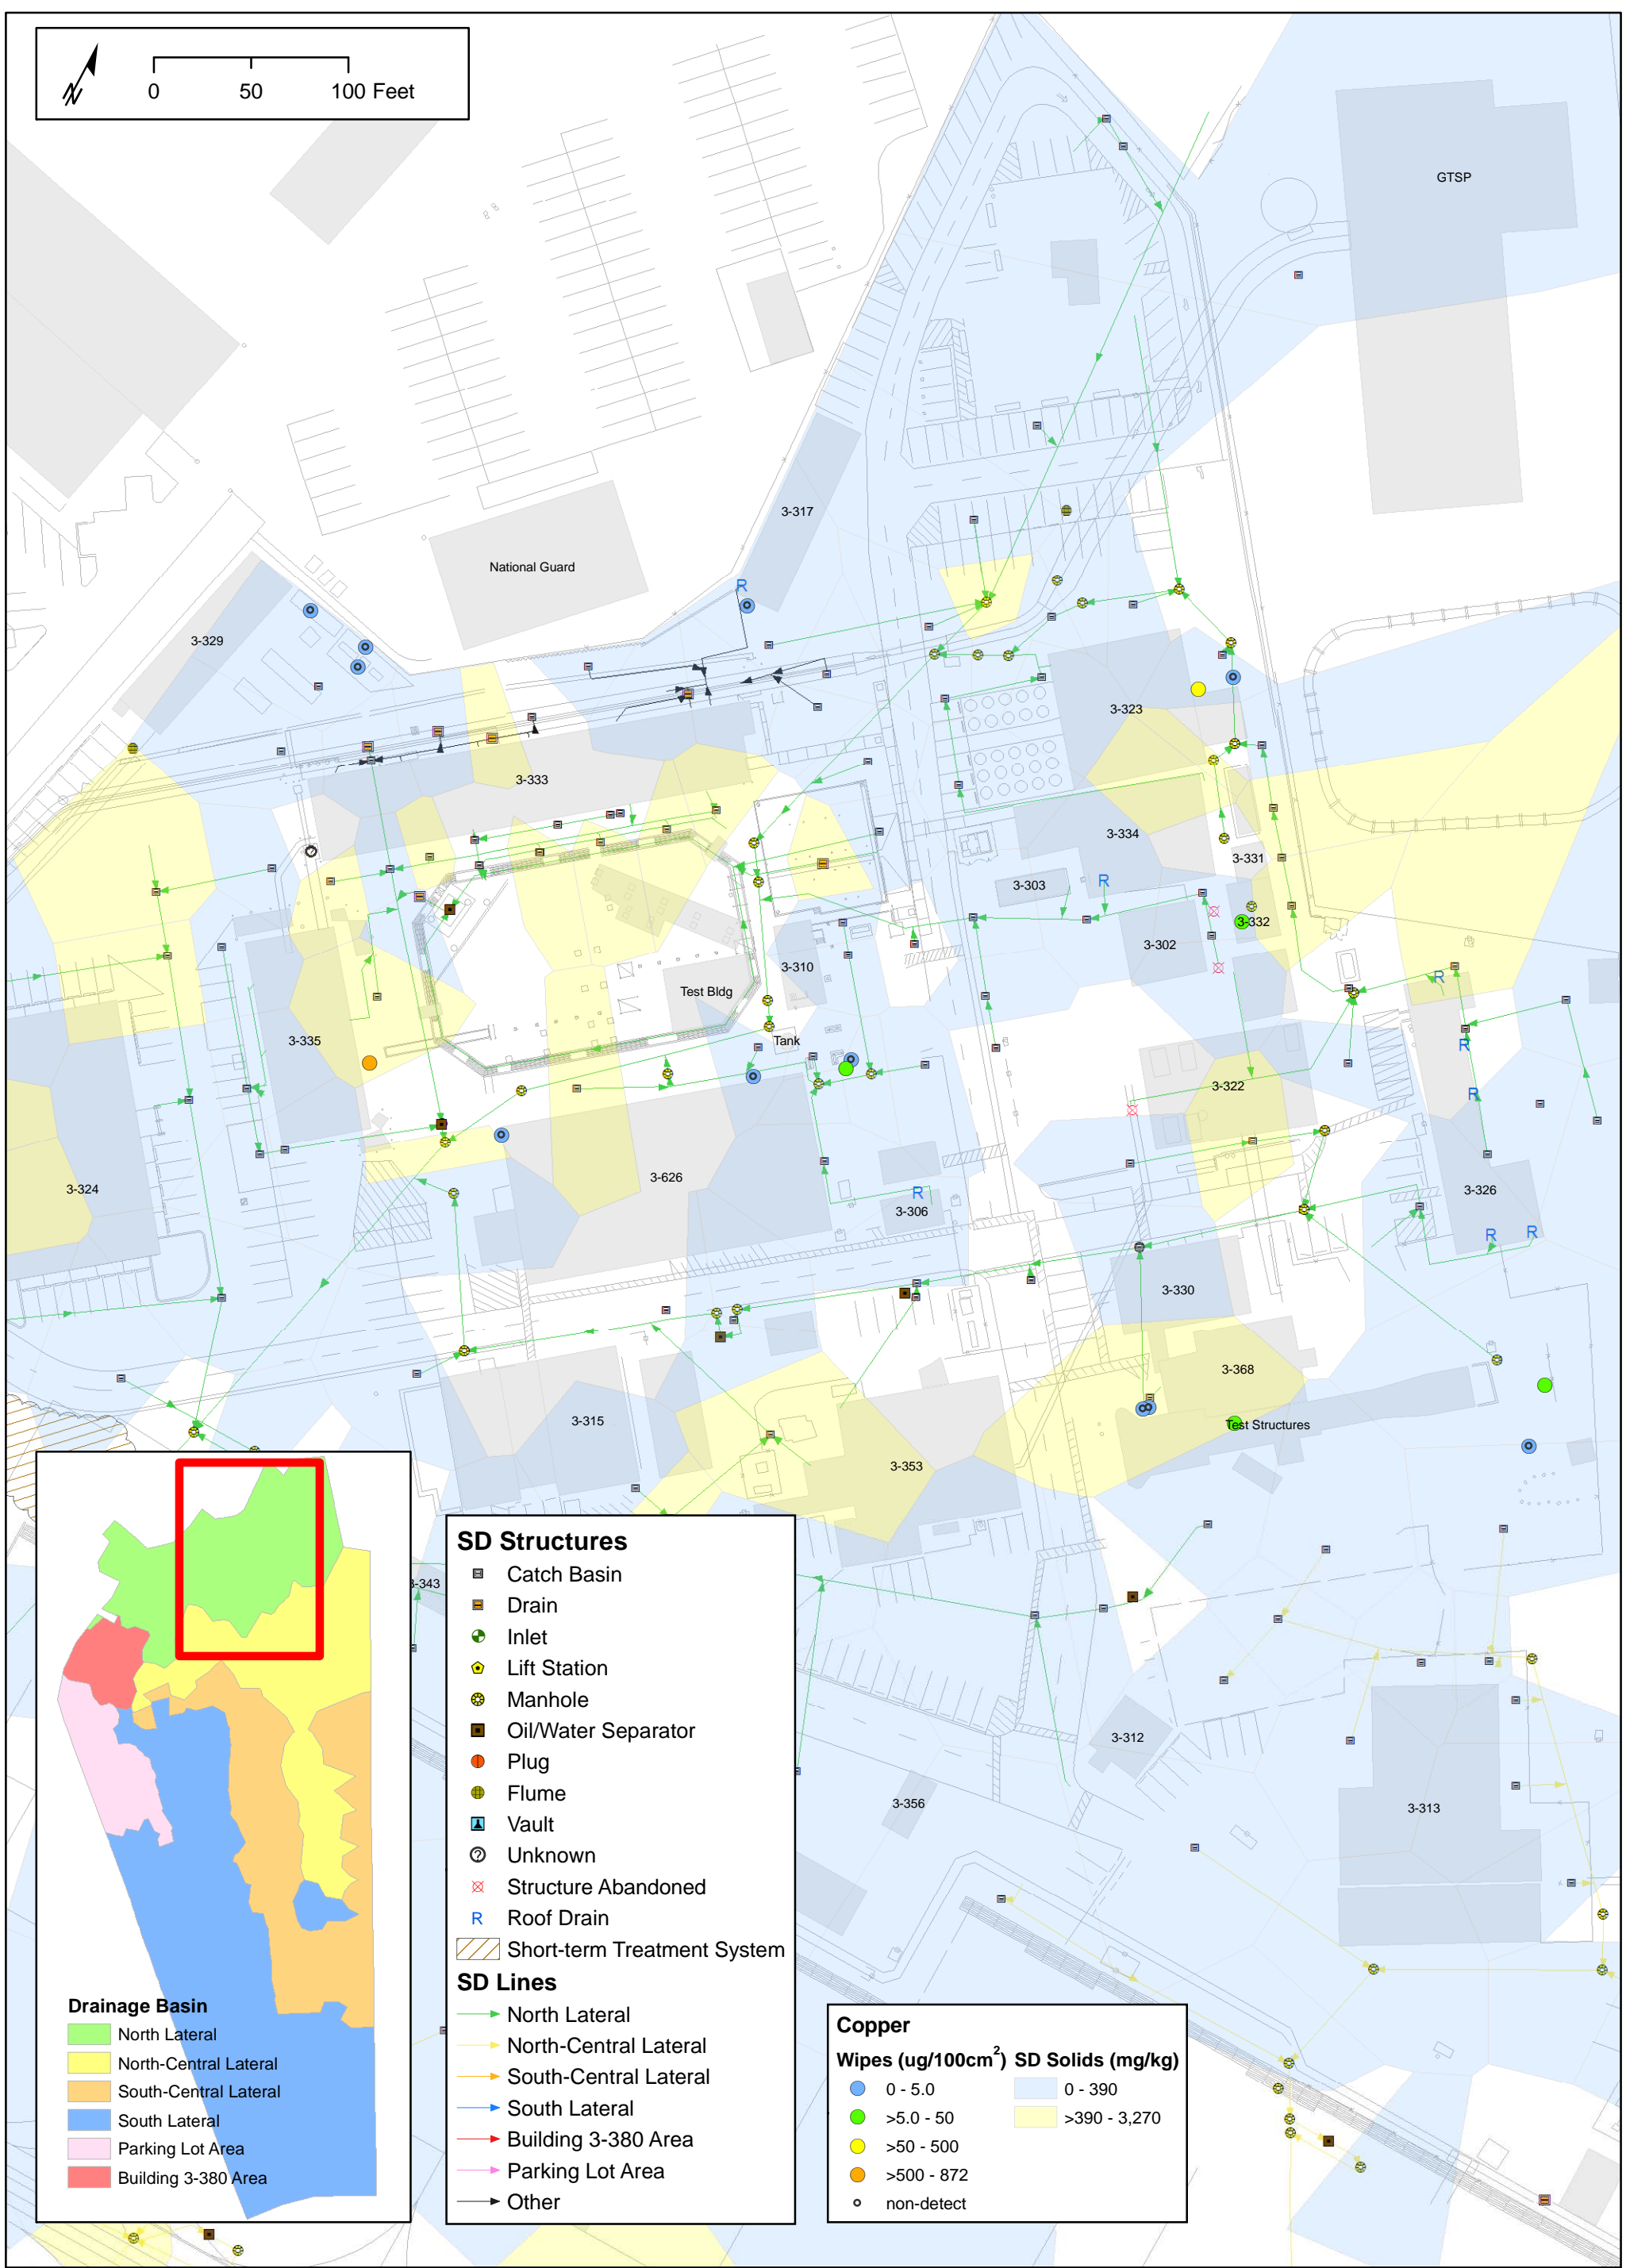 N
0 50 100 Feet
GTSP
3-317
National Guard
3-329
3-323
3-333
3-334
3-331
3-303
3-332
3-302
3-310
Test Bldg
Tank
3-335
3-322
3-324
3-626
3-306
3-326
3-330
3-368
3-315
Test Structures
3-353
3-343
3-312
3-356
3-313
R
R
R
R
R
R
R
R
Drainage Basin
North Lateral
North-Central Lateral
South-Central Lateral
South Lateral
Parking Lot Area
Building 3-380 Area
SD Structures
Catch Basin
Drain
Inlet
Lift Station
Manhole
Oil/Water Separator
Plug
Flume
Vault
? Unknown
Structure Abandoned
R Roof Drain
Short-term Treatment System
SD Lines
North Lateral
North-Central Lateral
South-Central Lateral
South Lateral
Building 3-380 Area
Parking Lot Area
Other
Copper
Wipes (ug/100cm2) SD Solids (mg/kg)
0 - 5.0 0 - 390
>5.0 - 50 >390 - 3,270
>50 - 500
>500 - 872
non-detect